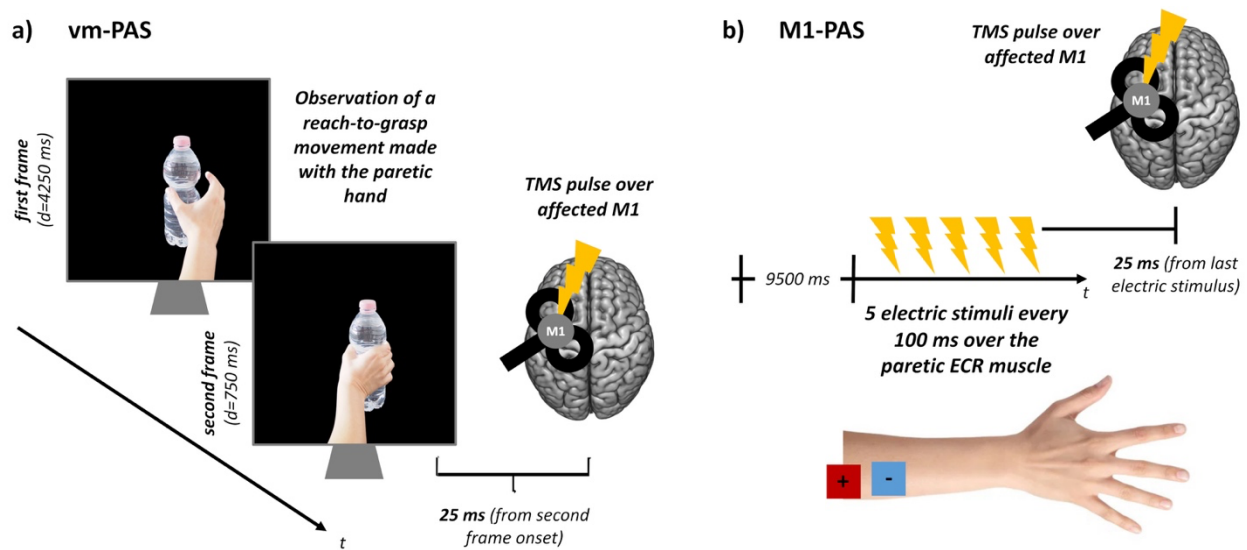 a) vm-PAS
first frame
(d=4250 ms)
Observation of a
reach-to-grasp
movement made
with the paretic
hand
second frame
(d=750 ms)
TMS pulse over
affected M1
M1
25 ms (from second
frame onset)
t
b) M1-PAS
TMS pulse over
affected M1
M1
9500 ms
t
25 ms (from last
electric stimulus)
5 electric stimuli every
100 ms over the
paretic ECR muscle
+ -